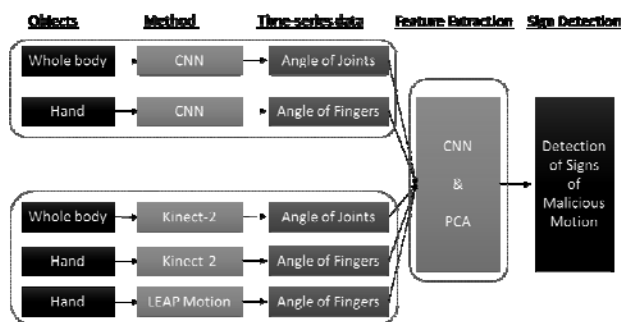 Objects Method Time-series data Feature Extraction Sign Detection
Whole body CNN Angle of Joints
Hand CNN Angle of Fingers
Whole body Kinect-2 Angle of Joints
Hand Kinect-2 Angle of Fingers
Hand LEAP Motion Angle of Fingers
CNN
&
PCA
Detection
of Signs
of
Malicious
Motion